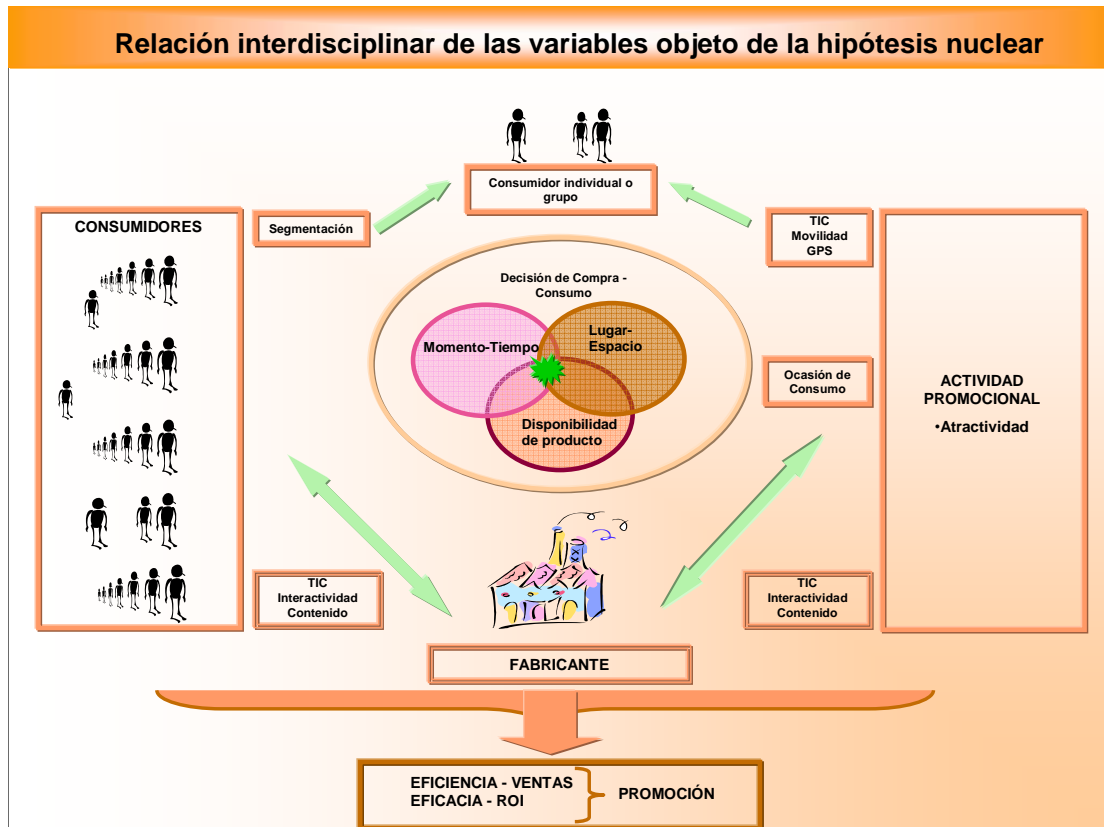 Relación interdisciplinar de las variables objeto de la hipótesis nuclear
Consumidor individual o
grupo
CONSUMIDORES
Segmentación
TIC
Movilidad
GPS
Decisión de Compra -
Consumo
Momento-Tiempo
Lugar-
Espacio
Disponibilidad
de producto
Ocasión de
Consumo
ACTIVIDAD
PROMOCIONAL
•Atractividad
TIC
Interactividad
Contenido
TIC
Interactividad
Contenido
FABRICANTE
EFICIENCIA - VENTAS
EFICACIA - ROI
PROMOCIÓN